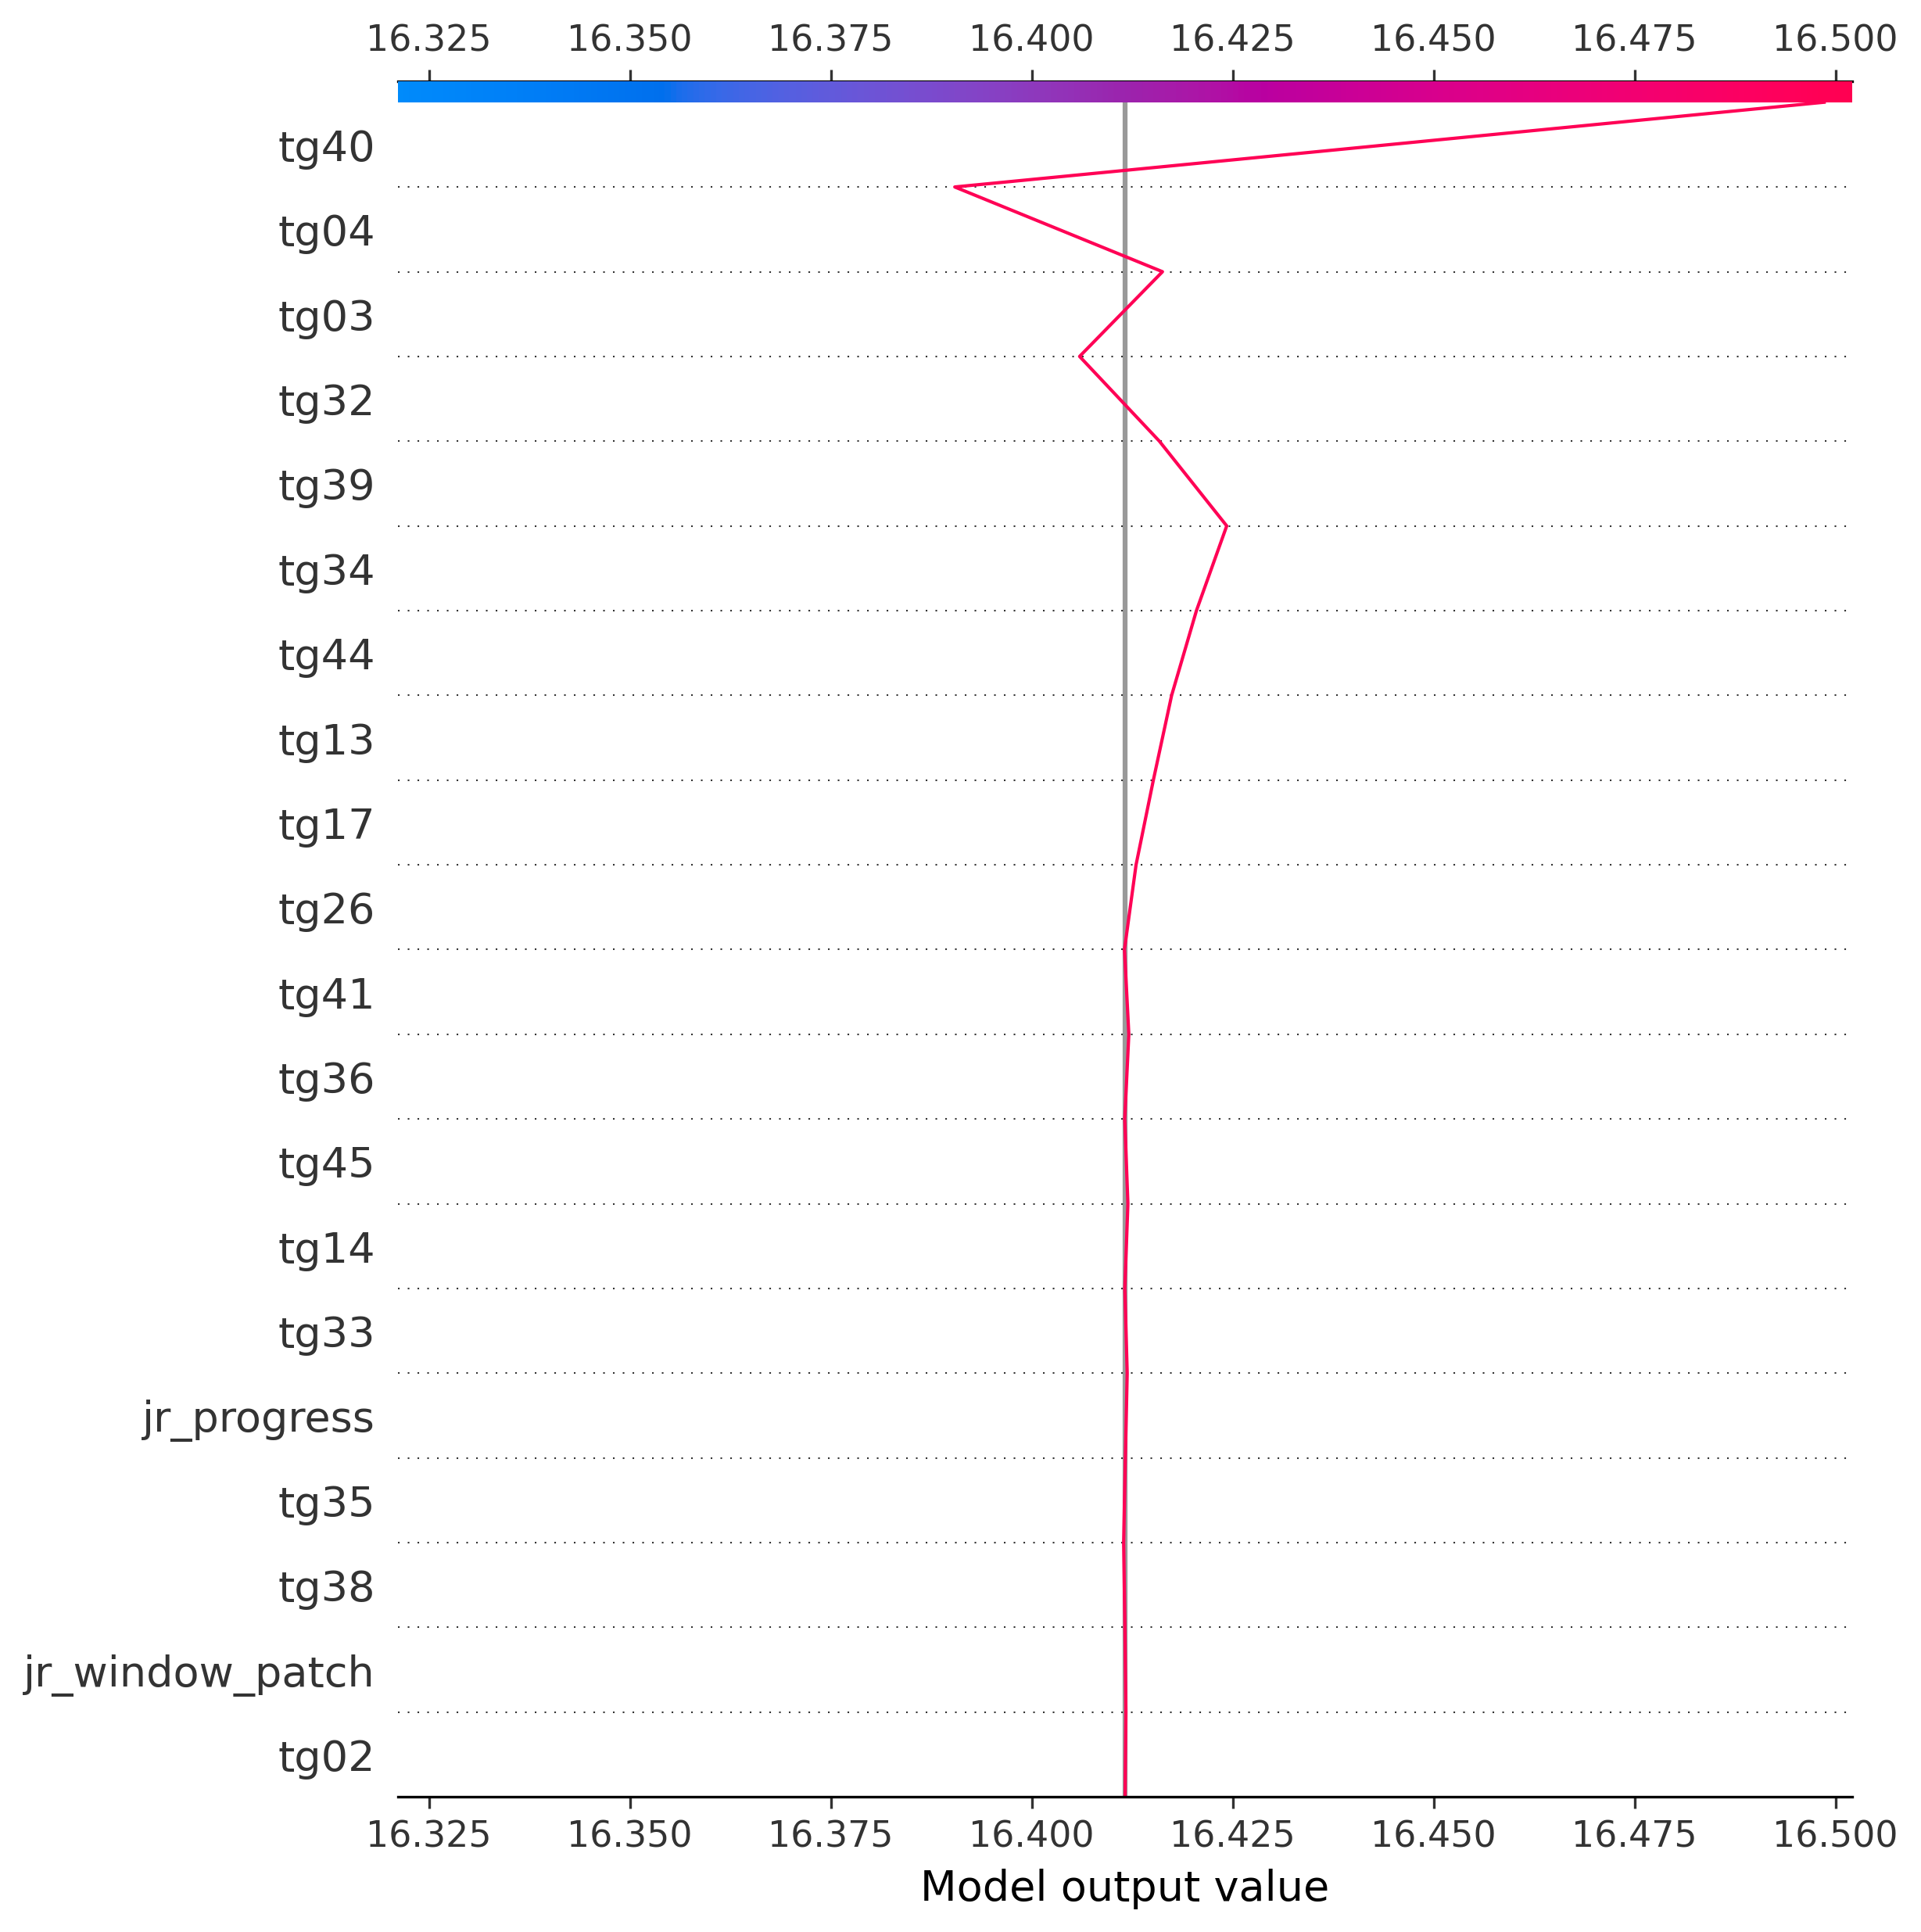 16.325 16.350 16.375 16.400 16.425 16.450 16.475 16.500
tg40
tg04
tg03
tg32
tg39
tg34
tg44
tg13
tg17
tg26
tg41
tg36
tg45
tg14
tg33
jr_progress
tg35
tg38
jr_window_patch
tg02
16.325 16.350 16.375 16.400 16.425 16.450 16.475 16.500
Model output value